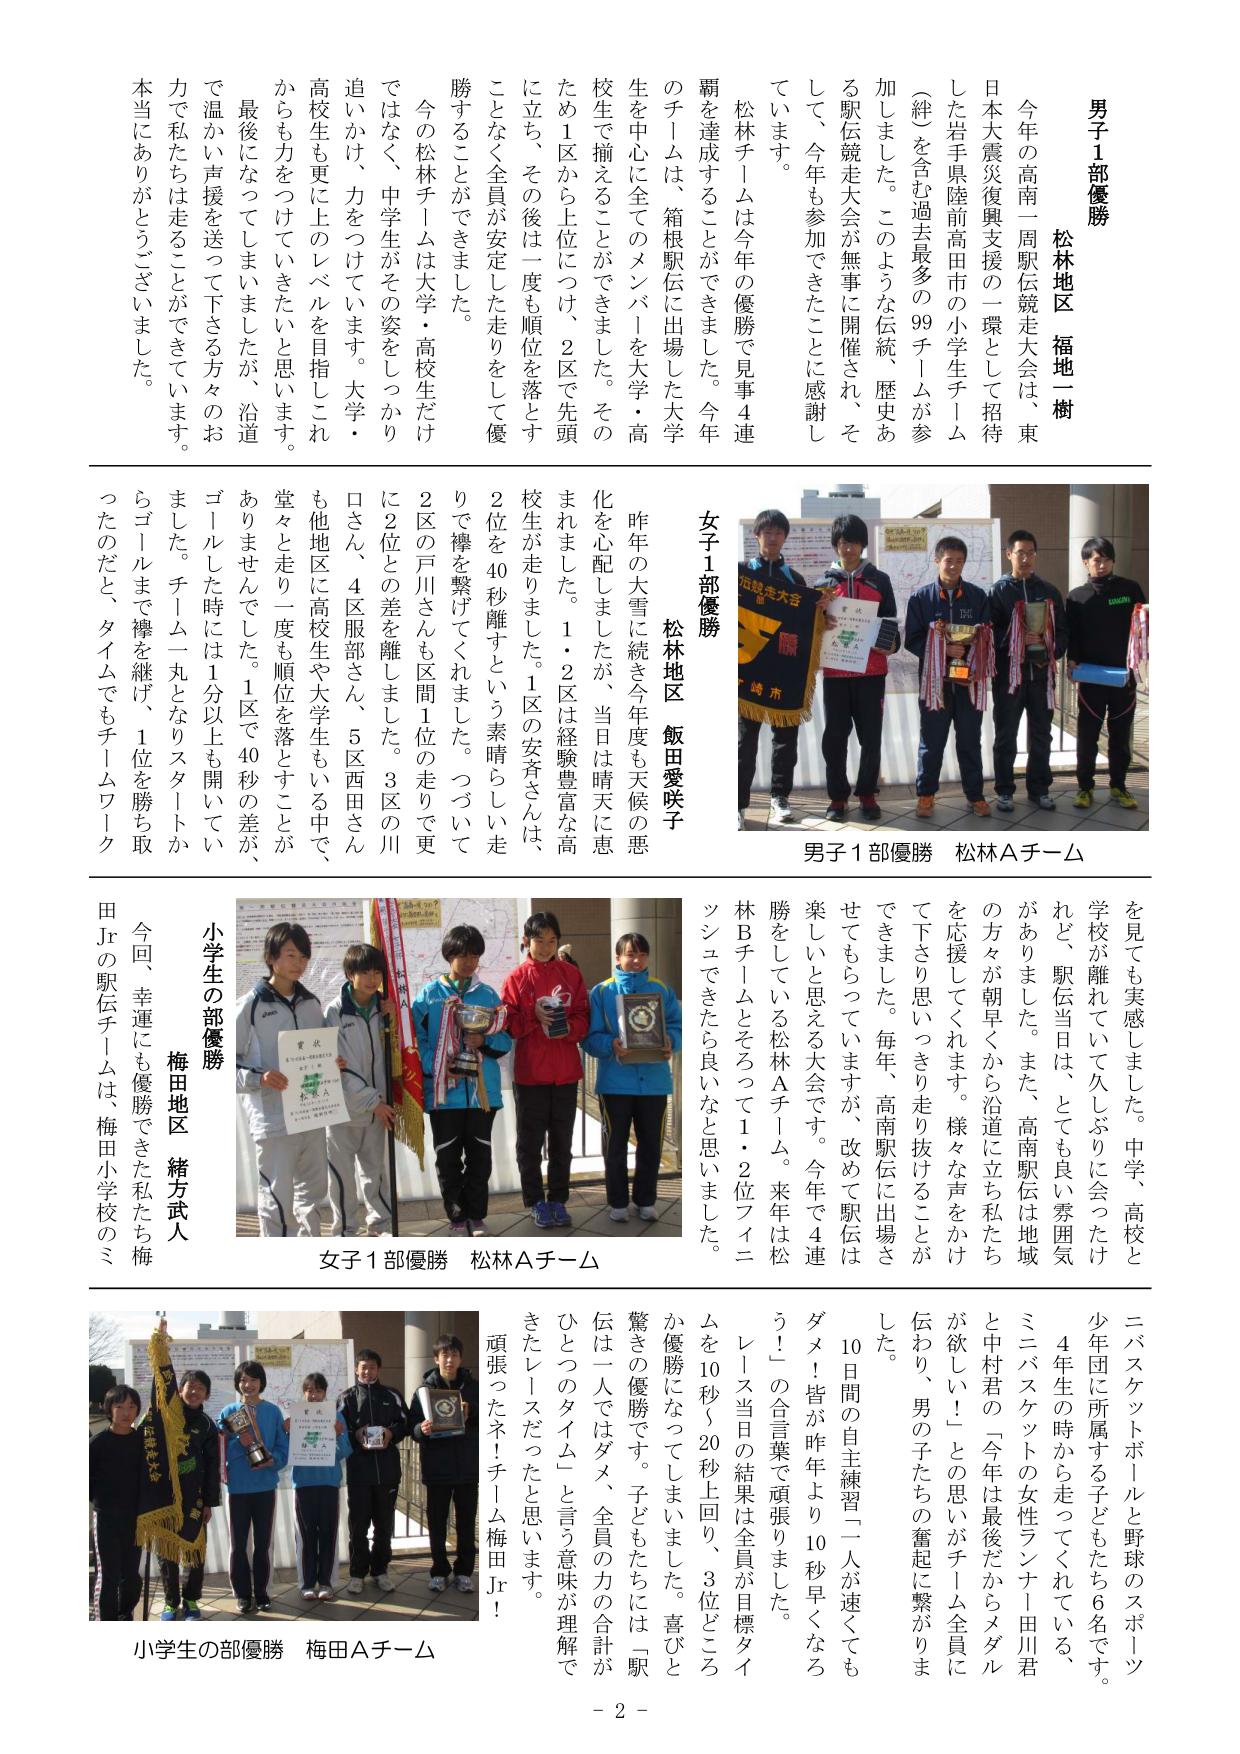 男子1部優勝
松林地区　福地一樹
今年の高南一周駅伝競走大会は、東
日本大震災復興支援の一環として招待
した岩手県陸前高田市の小学生チーム
（絆）を含む過去最多の99チームが参
加しました。このような伝統、歴史あ
る駅伝競走大会が無事に開催され、そ
して、今年も参加できたことに感謝し
ています。
松林チームは今年の優勝で見事4連
覇を達成することができました。今年
のチームは、箱根駅伝に出場した大学
生を中心に全てのメンバーを大学・高
校生で揃えることができました。その
ため1区から上位につけ、2区で先頭
に立ち、その後は一度も順位を落とす
ことなく全員が安定した走りをして優
勝することができました。
今の松林チームは大学・高校生だけ
ではなく、中学生がその姿をしっかり
追いかけ、力をつけています。大学・
高校生も更に上のレベルを目指しこれ
からも力をつけていきたいと思います。
最後になってしまいましたが、沿道
で温かい声援を送って下さる方々のお
力で私たちは走ることができています。
本当にありがとうございました。
伝競走大会
優勝
崎市
賞状
男子1部優勝　松林Aチーム
女子1部優勝
松林地区　飯田愛咲子
昨年の大雪に続き今年度も天候の悪
化を心配しましたが、当日は晴天に恵
まれました。1・2区は経験豊富な高
校生が走りました。1区の安斉さんは、
2位を40秒離すという素晴らしい走
りで襷を繋げてくれました。つづいて
2区の戸川さんも区間1位の走りで更
に2位との差を離しました。3区の川
口さん、4区服部さん、5区西田さん
も他地区に高校生や大学生もいる中で、
堂々と走り一度も順位を落とすことが
ありませんでした。1区で40秒の差が、
ゴールした時には1分以上も開いてい
ました。チーム一丸となりスタートか
らゴールまで襷を継げ、1位を勝ち取
ったのだと、タイムでもチームワーク
を見ても実感しました。中学、高校と
学校が離れていて久しぶりに会ったけ
れど、駅伝当日は、とても良い雰囲気
がありました。また、高南駅伝は地域
の方々が朝早くから沿道に立ち私たち
を応援してくれます。様々な声をかけ
て下さり思いっきり走り抜けることが
できました。毎年、高南駅伝に出場さ
せてもらっていますが、改めて駅伝は
楽しいと思える大会です。今年で4連
勝をしている松林Aチーム。来年は松
林Bチームとそろって1・2位フィニ
ッシュできたら良いなと思いました。
賞状
松林A
女子1部優勝　松林Aチーム
小学生の部優勝
梅田地区　緒方武人
今回、幸運にも優勝できた私たち梅
田Jrの駅伝チームは、梅田小学校のミ
ニバスケットボールと野球のスポーツ
少年団に所属する子どもたち6名です。
4年生の時から走ってくれている、
ミニバスケットの女性ランナー田川君
と中村君の「今年は最後だからメダル
が欲しい！」との思いがチーム全員に
伝わり、男の子たちの奮起に繋がりま
した。
10日間の自主練習「一人が速くても
ダメ！皆が昨年より10秒早くなろ
う！」の合言葉で頑張りました。
レース当日の結果は全員が目標タイ
ムを10秒～20秒上回り、3位どころ
か優勝になってしまいました。喜びと
驚きの優勝です。子どもたちには「駅
伝は一人ではダメ、全員の力の合計が
ひとつのタイム」と言う意味が理解で
きたレースだったと思います。
頑張ったネ！チーム梅田Jr！
賞状
小学生の部優勝　梅田Aチーム
- 2 -